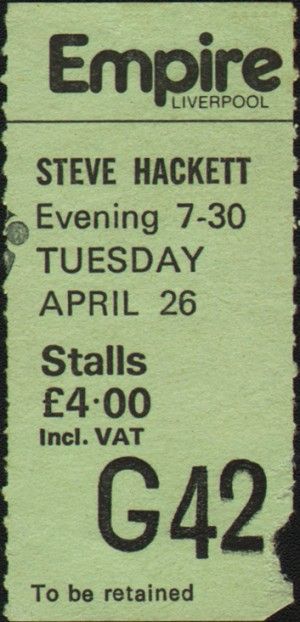 Empire
LIVERPOOL
STEVE HACKETT
Evening 7-30
TUESDAY
APRIL 26
Stalls
£4·00
Incl. VAT
G42
To be retained